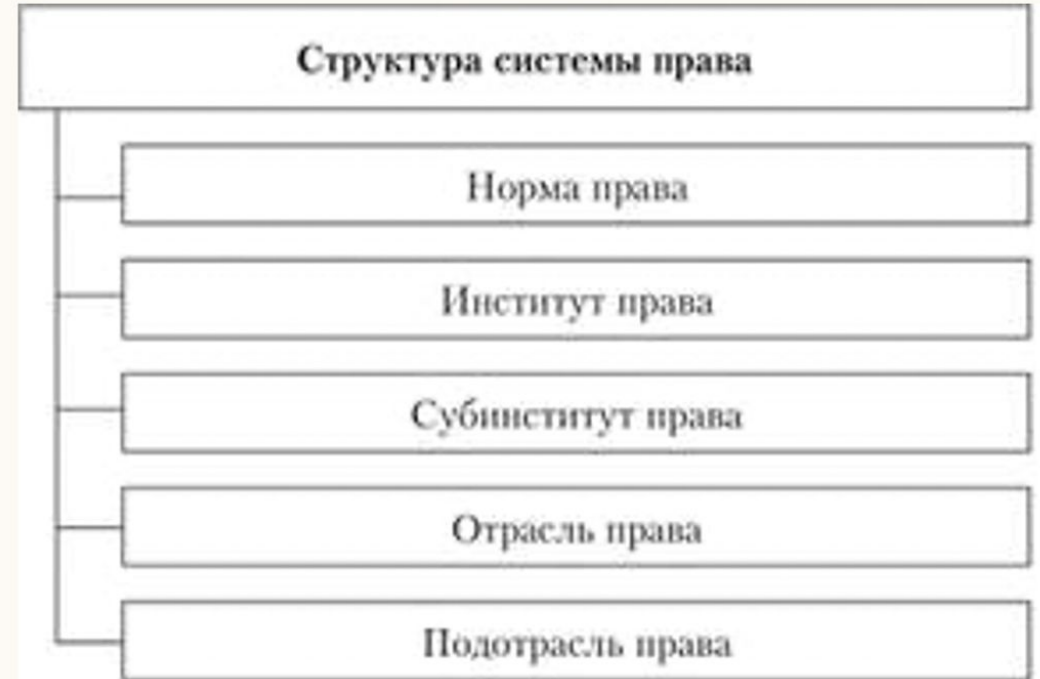 Структура системы права
Норма права
Институт права
Субинститут права
Отрасль права
Подотрасль права